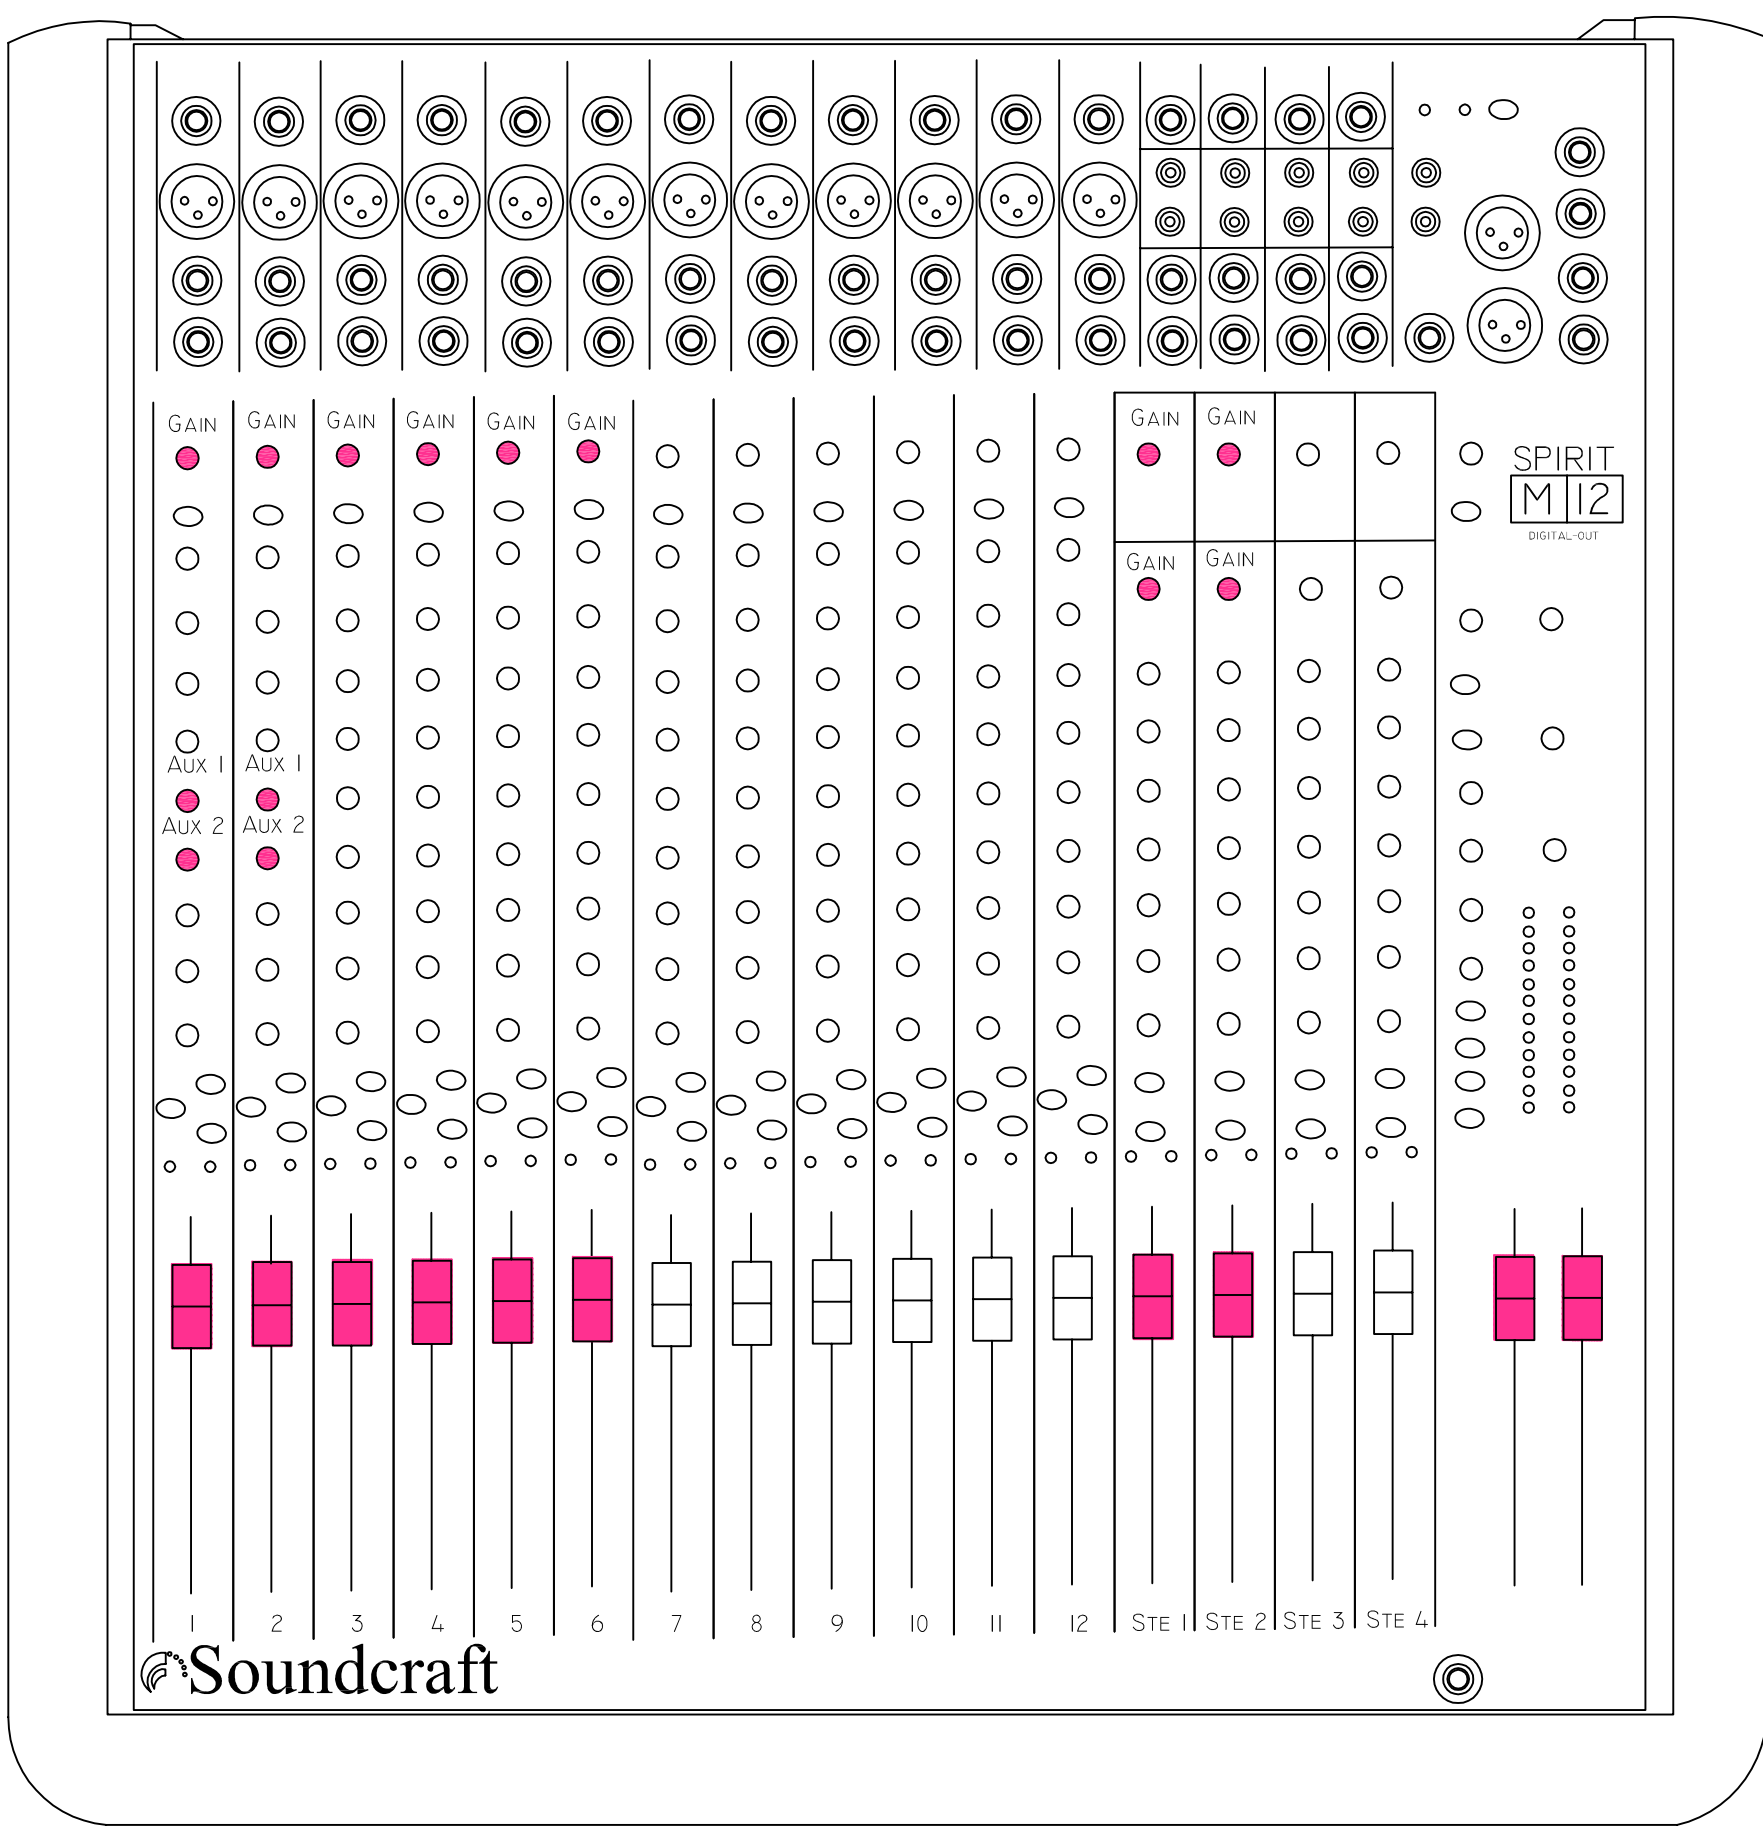 GAIN GAIN GAIN GAIN GAIN GAIN GAIN GAIN
SPIRIT
M 12
DIGITAL-OUT
GAIN GAIN
AUX 1 AUX 1
AUX 2 AUX 2
1 2 3 4 5 6 7 8 9 10 11 12 STE 1 STE 2 STE 3 STE 4
Soundcraft